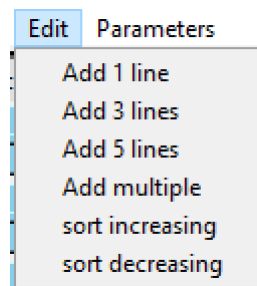 Edit Parameters
Add 1 line
Add 3 lines
Add 5 lines
Add multiple
sort increasing
sort decreasing